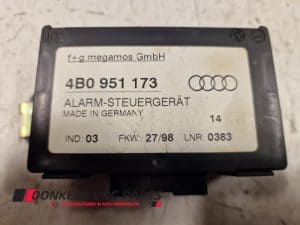 f+g megamos GmbH
4B0 951 173
ALARM-STEUERGERÄT
MADE IN GERMANY
14
IND: 03 FKW: 27/98 LNR: 0383